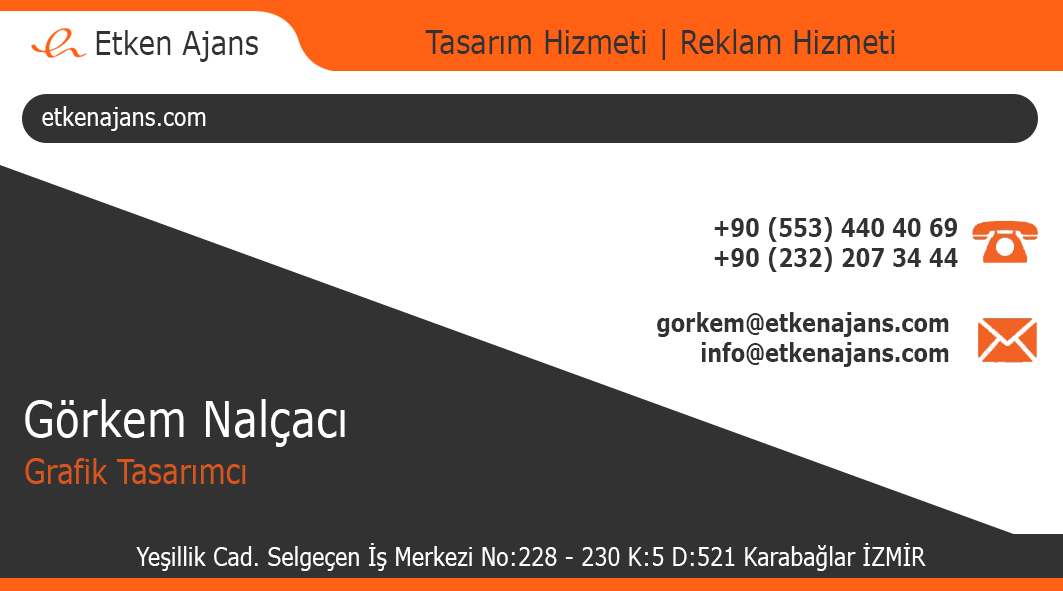 Etken Ajans
Tasarım Hizmeti | Reklam Hizmeti
etkenajans.com
+90 (553) 440 40 69
+90 (232) 207 34 44
gorkem@etkenajans.com
info@etkenajans.com
Görkem Nalçacı
Grafik Tasarımcı
Yeşillik Cad. Selgeçen İş Merkezi No:228 - 230 K:5 D:521 Karabağlar İZMİR